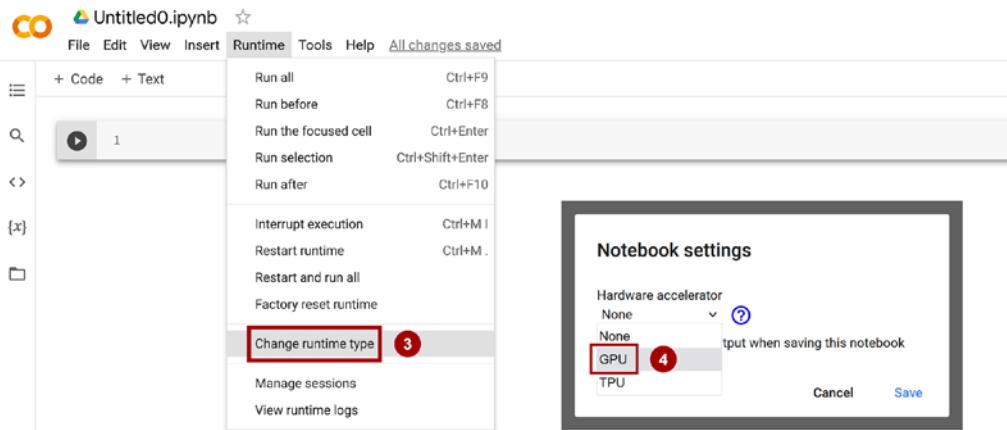 Untitled0.ipynb
File Edit View Insert Runtime Tools Help All changes saved
+ Code + Text
1
Run all Ctrl+F9
Run before Ctrl+F8
Run the focused cell Ctrl+Enter
Run selection Ctrl+Shift+Enter
Run after Ctrl+F10
Interrupt execution Ctrl+M I
Restart runtime Ctrl+M .
Restart and run all
Factory reset runtime
Change runtime type 3
Manage sessions
View runtime logs
{x}
Notebook settings
Hardware accelerator
None ?
None
tput when saving this notebook
GPU 4
TPU
Cancel Save